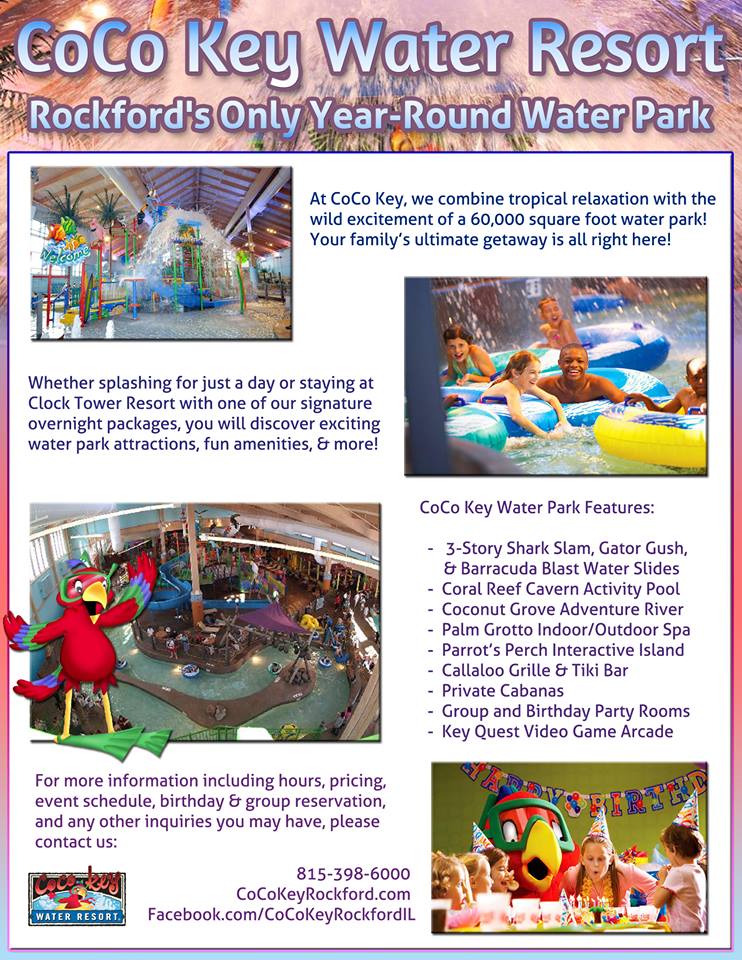 CoCo Key Water Resort
Rockford's Only Year-Round Water Park
At CoCo Key, we combine tropical relaxation with the
wild excitement of a 60,000 square foot water park!
Your family's ultimate getaway is all right here!
Welcome
Whether splashing for just a day or staying at
Clock Tower Resort with one of our signature
overnight packages, you will discover exciting
water park attractions, fun amenities, & more!
CoCo Key Water Park Features:
- 3-Story Shark Slam, Gator Gush,
& Barracuda Blast Water Slides
- Coral Reef Cavern Activity Pool
- Coconut Grove Adventure River
- Palm Grotto Indoor/Outdoor Spa
- Parrot's Perch Interactive Island
- Callaloo Grille & Tiki Bar
- Private Cabanas
- Group and Birthday Party Rooms
- Key Quest Video Game Arcade
For more information including hours, pricing,
event schedule, birthday & group reservation,
and any other inquiries you may have, please
contact us:
815-398-6000
CoCoKeyRockford.com
Facebook.com/CoCoKeyRockfordIL
CoCo Key
WATER RESORT
HAPPY BIRTHD